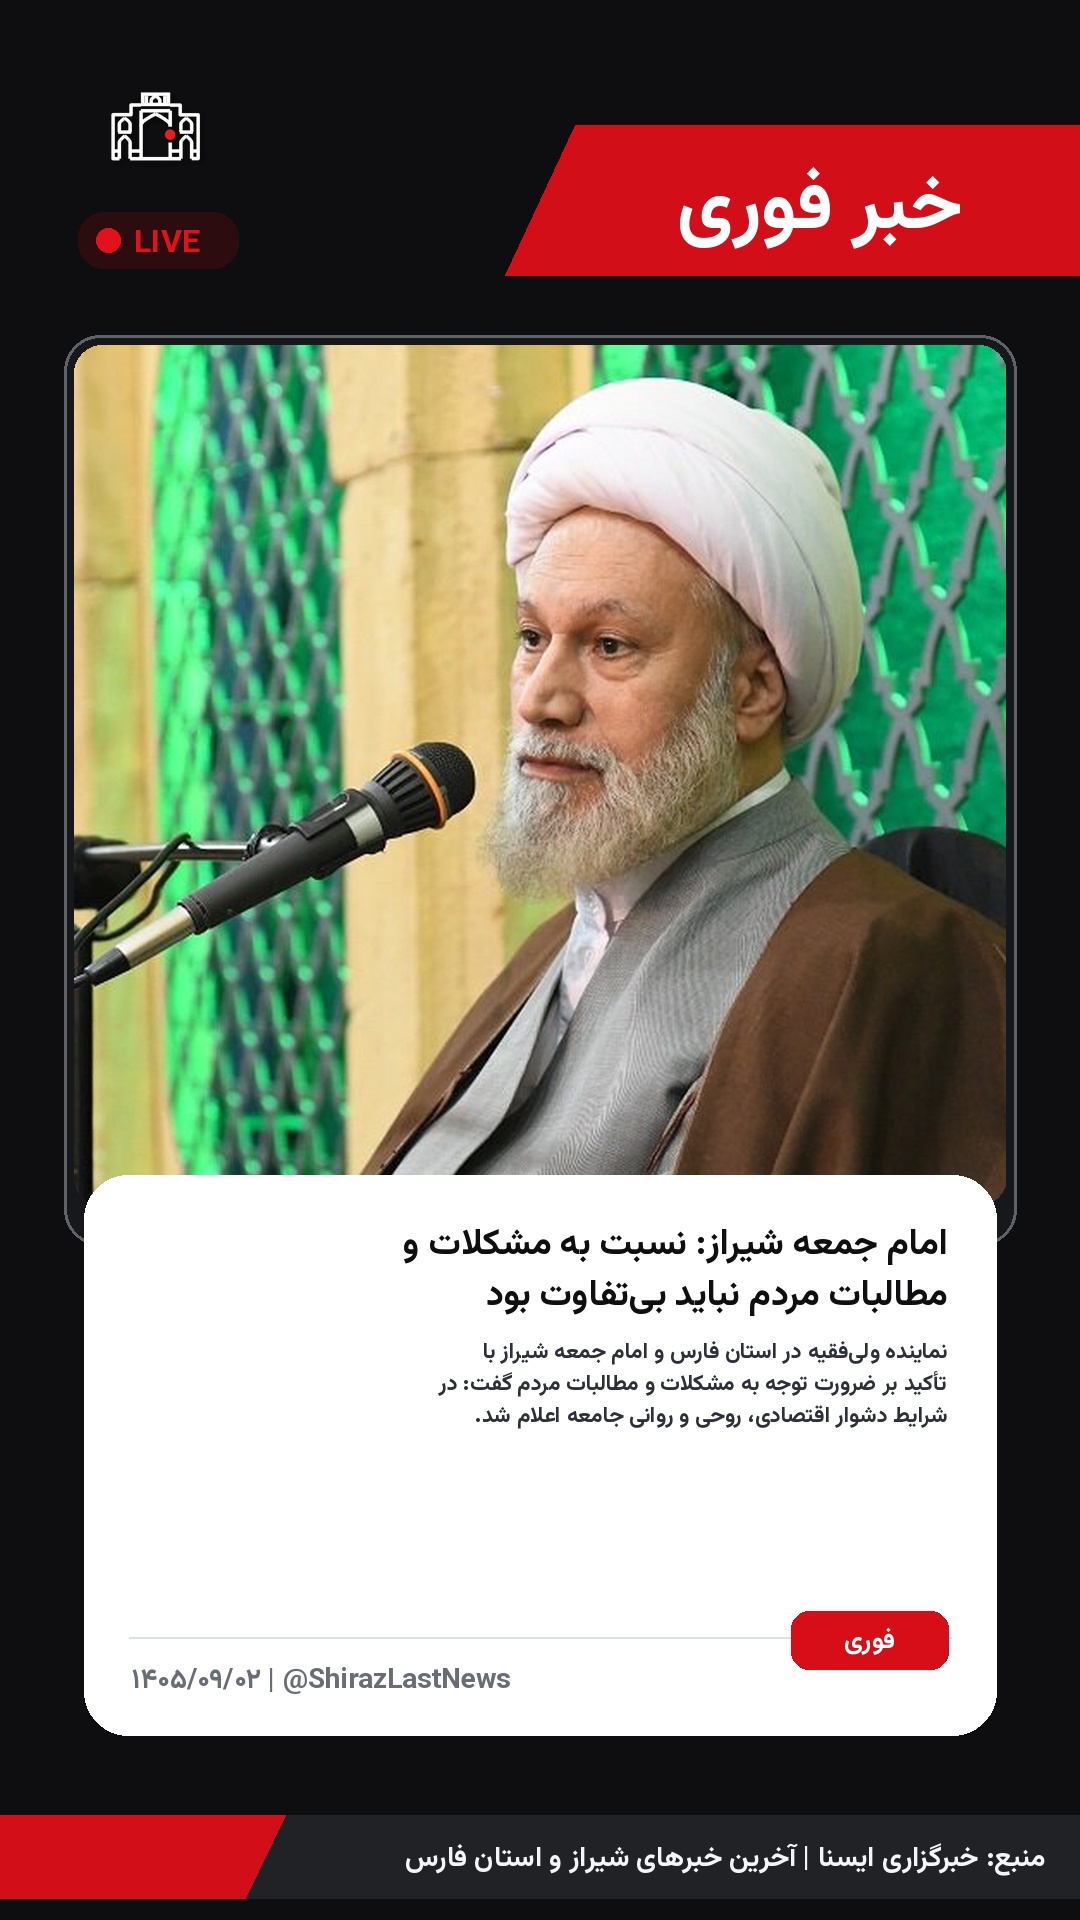 LIVE
خبر فوری
امام جمعه شیراز: نسبت به مشکلات و
مطالبات مردم نباید بی‌تفاوت بود
نماینده ولی‌فقیه در استان فارس و امام جمعه شیراز با
تأکید بر ضرورت توجه به مشکلات و مطالبات مردم گفت: در
شرایط دشوار اقتصادی، روحی و روانی جامعه اعلام شد.
فوری
۱۴۰۵/۰۹/۰۲ | @ShirazLastNews
منبع: خبرگزاری ایسنا | آخرین خبرهای شیراز و استان فارس